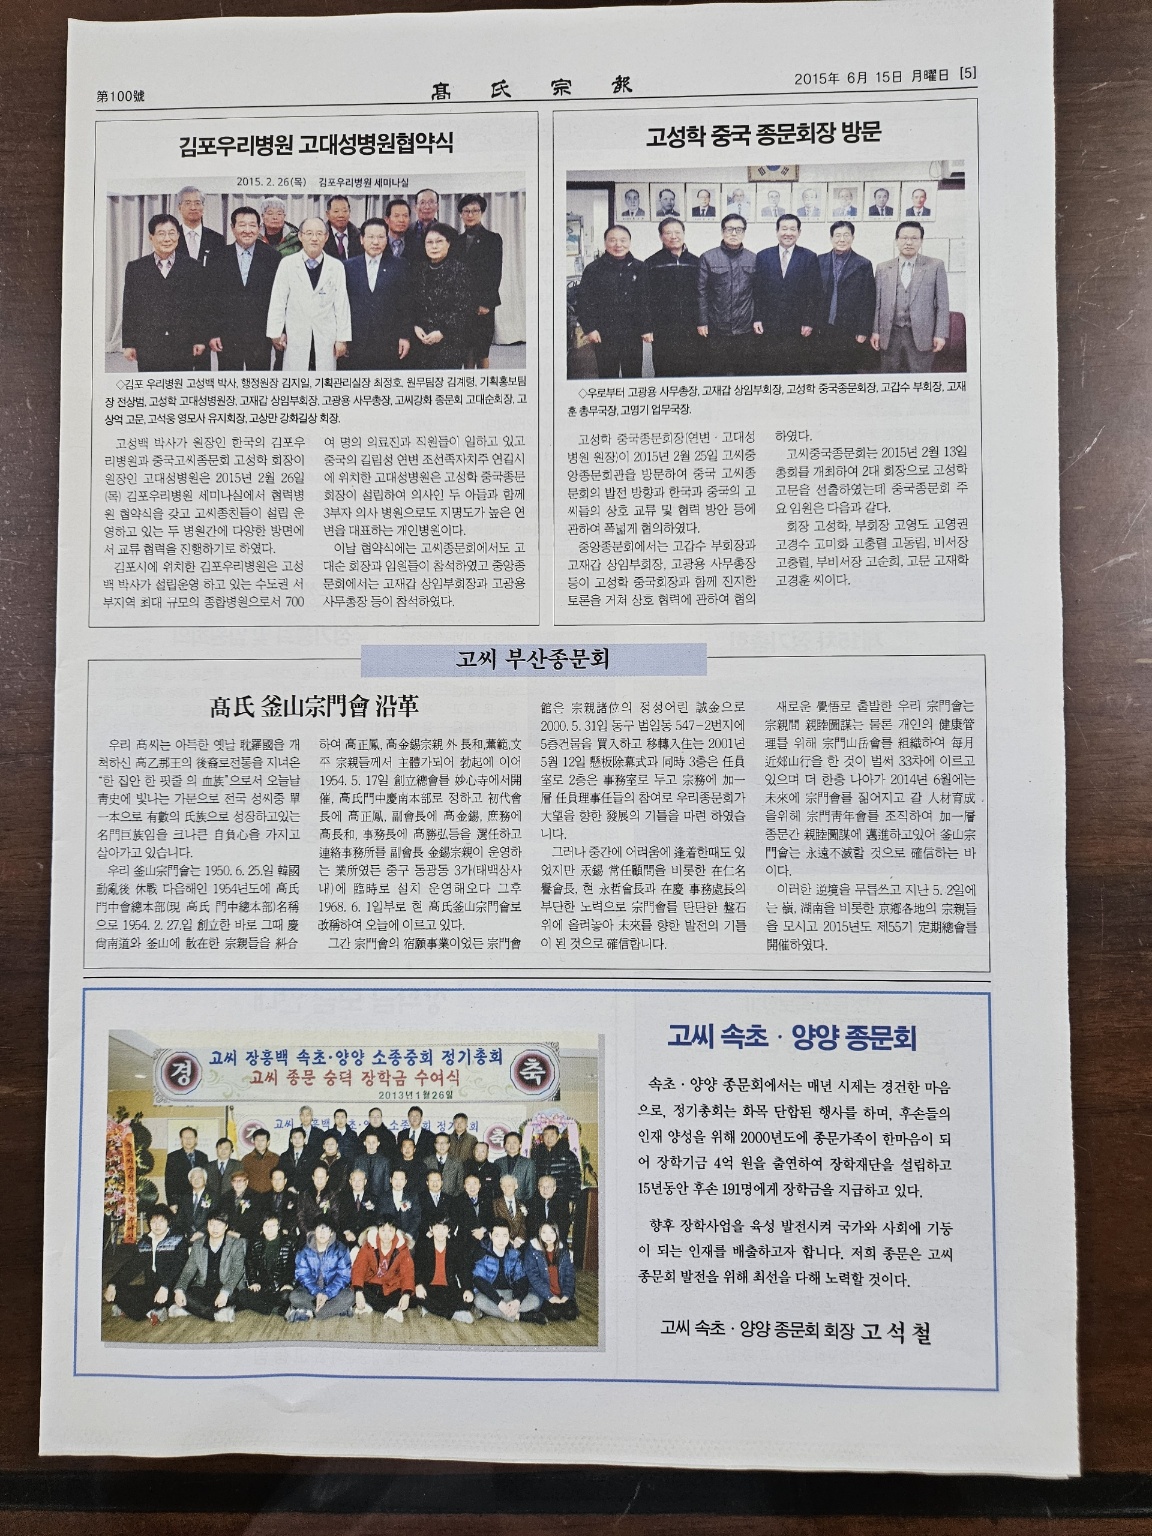 第100號
高氏宗報
2015年 6月 15日 月曜日 [5]
김포우리병원 고대성병원협약식
2015. 2. 26(목) 김포우리병원 세미나실
◇김포 우리병원 고성백 박사, 행정원장 김지일, 기획관리실장 최정호, 원무팀장 김계령, 기획홍보팀
장 전상범, 고성학 고대성병원장, 고재갑 상임부회장, 고광용 사무총장, 고씨강화 종문회 고대순회장, 고
상억 고문, 고석웅 영모사 유지회장, 고상만 강화길상 회장.
고성백 박사가 원장인 한국의 김포우
리병원과 중국고씨종문회 고성학 회장이
원장인 고대성병원은 2015년 2월 26일
(목) 김포우리병원 세미나실에서 협력병
원 협약식을 갖고 고씨종친들이 설립 운
영하고 있는 두 병원간에 다양한 방면에
서 교류 협력을 진행하기로 하였다.
김포시에 위치한 김포우리병원은 고성
백 박사가 설립운영 하고 있는 수도권 서
부지역 최대 규모의 종합병원으로서 700
여 명의 의료진과 직원들이 일하고 있고
중국의 길림성 연변 조선족자치주 연길시
에 위치한 고대성병원은 고성학 중국종문
회장이 설립하여 의사인 두 아들과 함께
3부자 의사 병원으로도 지명도가 높은 연
변을 대표하는 개인병원이다.
이날 협약식에는 고씨종문회에서도 고
대순 회장과 임원들이 참석하였고 중앙종
문회에서는 고재갑 상임부회장과 고광용
사무총장 등이 참석하였다.
고성학 중국 종문회장 방문
◇우로부터 고광용 사무총장, 고재갑 상임부회장, 고성학 중국종문회장, 고갑수 부회장, 고재
훈 총무국장, 고명기 업무국장.
고성학 중국종문회장(연변·고대성
병원 원장)이 2015년 2월 25일 고씨중
앙종문회관을 방문하여 중국 고씨종
문회의 발전 방향과 한국과 중국의 고
씨들의 상호 교류 및 협력 방안 등에
관하여 폭넓게 협의하였다.
중앙종문회에서는 고갑수 부회장과
고재갑 상임부회장, 고광용 사무총장
등이 고성학 중국회장과 함께 진지한
토론을 거쳐 상호 협력에 관하여 협의
하였다.
고씨중국종문회는 2015년 2월 13일
총회를 개최하여 2대 회장으로 고성학
고문을 선출하였는데 중국종문회 주
요 임원은 다음과 같다.
회장 고성학, 부회장 고영도 고영권
고경수 고미화 고충렬 고동림, 비서장
고충렬, 부비서장 고순희, 고문 고재학
고경훈 씨이다.
고씨 부산종문회
高氏 釜山宗門會 沿革
우리 高씨는 아득한 옛날 耽羅國을 개
척하신 高乙那王의 後裔로전통을 지녀온
“한 집안 한 핏줄 의 血族”으로서 오늘날
靑史에 빛나는 가문으로 전국 성씨중 單
一本으로 有數의 氏族으로 성장하고있는
名門巨族임을 크나큰 自負心을 가지고
살아가고 있습니다.
우리 釜山宗門會는 1950. 6. 25일 韓國
動亂後 休戰 다음해인 1954년도에 高氏
門中會總本部(現 高氏 門中總本部)名稱
으로 1954. 2. 27일 創立한 바로 그때 慶
尙南道와 釜山에 散在한 宗親들을 糾合
하여 高正鳳, 高金錫宗親 外 長和,萬範,文
주 宗親들께서 主體가되어 勃起에 이어
1954. 5. 17일 創立總會를 妙心寺에서開
催, 高氏門中慶南本部로 정하고 初代會
長에 高正鳳, 副會長에 高金錫, 庶務에
高長和, 事務長에 高勝弘등을 選任하고
連絡事務所를 副會長 金錫宗親이 운영하
는 業所였든 중구 동광동 3가(태백상사
내)에 臨時로 설치 운영해오다 그후
1968. 6. 1일부로 현 高氏釜山宗門會로
改稱하여 오늘에 이르고 있다.
그간 宗門會의 宿願事業이었든 宗門會
館은 宗親諸位의 정성어린 誠金으로
2000. 5. 31일 동구 범일동 547-2번지에
5層건물을 買入하고 移轉入住는 2001년
5월 12일 懸板除幕式과 同時 3층은 任員
室로 2층은 事務室로 두고 宗務에 加一
層 任員理事任들의 참여로 우리종문회가
大望을 향한 發展의 기틀을 마련 하였습
니다.
그러나 중간에 어려움에 逢着한때도 있
었지만 汞錫 常任顧問을 비롯한 在仁名
譽會長, 현 永哲會長과 在慶 事務處長의
부단한 노력으로 宗門會를 단단한 盤石
위에 올려놓아 未來를 향한 발전의 기틀
이 된 것으로 確信합니다.
새로운 覺悟로 출발한 우리 宗門會는
宗親間 親睦圖謀는 물론 개인의 健康管
理를 위해 宗門山岳會를 組織하여 每月
近郊山行을 한 것이 벌써 33차에 이르고
있으며 더 한층 나아가 2014년 6월에는
未來에 宗門會를 짊어지고 갈 人材育成
을위해 宗門靑年會를 조직하여 加一層
종문간 親睦圖謀에 邁進하고있어 釜山宗
門會는 永遠不滅할 것으로 確信하는 바
이다.
이러한 逆境을 무릅쓰고 지난 5. 2일에
는 嶺, 湖南을 비롯한 京鄕各地의 宗親들
을 모시고 2015년도 제55기 定期總會를
開催하였다.
경 고씨 장흥백 속초·양양 소종중회 정기총회 축
고씨 종문 숭덕 장학금 수여식
2013년 1월 26일
고씨 속초·양양 종문회
속초·양양 종문회에서는 매년 시제는 경건한 마음
으로, 정기총회는 화목 단합된 행사를 하며, 후손들의
인재 양성을 위해 2000년도에 종문가족이 한마음이 되
어 장학기금 4억 원을 출연하여 장학재단을 설립하고
15년동안 후손 191명에게 장학금을 지급하고 있다.
향후 장학사업을 육성 발전시켜 국가와 사회에 기둥
이 되는 인재를 배출하고자 합니다. 저희 종문은 고씨
종문회 발전을 위해 최선을 다해 노력할 것이다.
고씨 속초·양양 종문회 회장 고석철